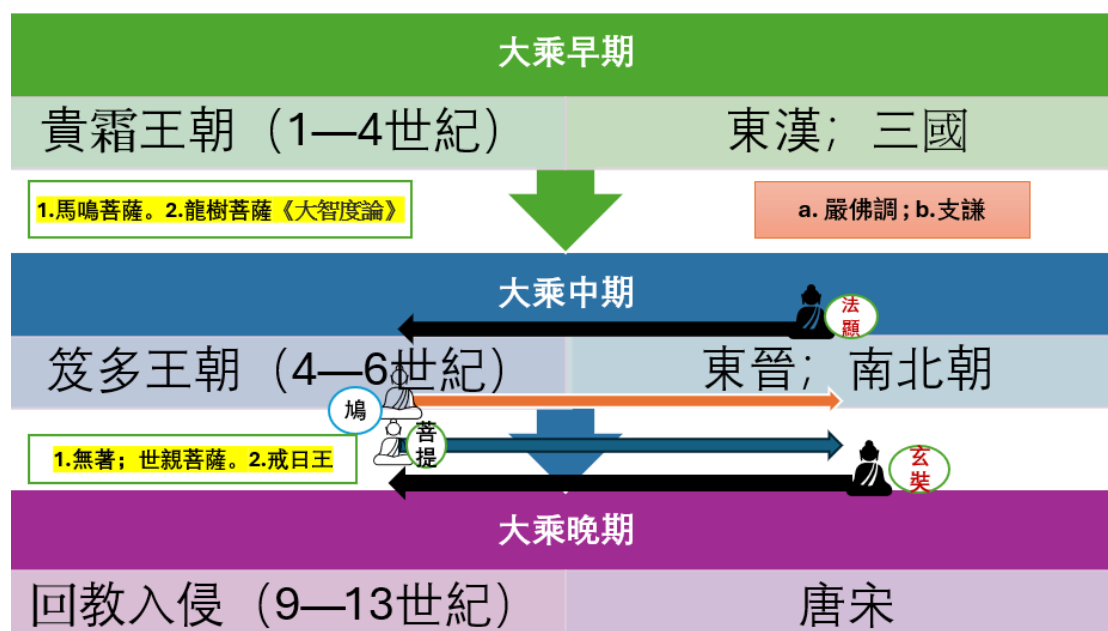 大乘早期
貴霜王朝（1—4世紀）
東漢；三國
1.馬鳴菩薩。2.龍樹菩薩《大智度論》
a. 嚴佛調；b.支謙
大乘中期
法
顯
笈多王朝（4—6世紀）
東晉；南北朝
鳩
菩
提
1.無著；世親菩薩。2.戒日王
玄
奘
大乘晚期
回教入侵（9—13世紀）
唐宋